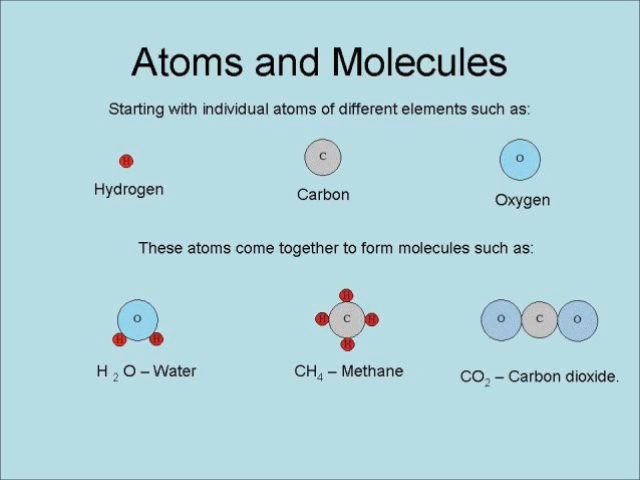 Atoms and Molecules
Starting with individual atoms of different elements such as:
H C O
Hydrogen Carbon Oxygen
These atoms come together to form molecules such as:
O H H H H C H H O C O
H 2 O – Water CH4 – Methane CO2 – Carbon dioxide.